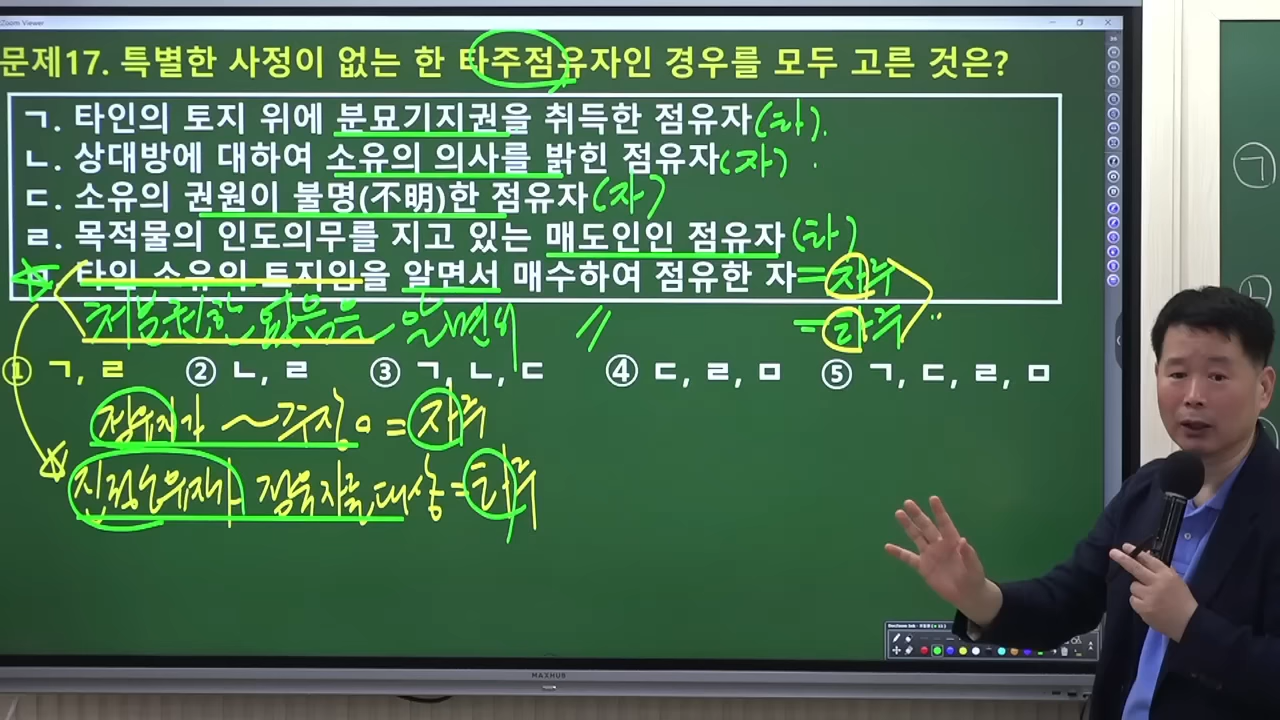 Zoom Viewer
문제17. 특별한 사정이 없는 한 타주점유자인 경우를 모두 고른 것은?
ㄱ. 타인의 토지 위에 분묘기지권을 취득한 점유자(타).
ㄴ. 상대방에 대하여 소유의 의사를 밝힌 점유자(자).
ㄷ. 소유의 권원이 불명(不明)한 점유자(자)
ㄹ. 목적물의 인도의무를 지고 있는 매도인인 점유자(타)
ㅁ. 타인 소유의 토지임을 알면서 매수하여 점유한 자=자주
처분권한 없음을 알면서 〃 =타주
① ㄱ, ㄹ ② ㄴ, ㄹ ③ ㄱ, ㄴ, ㄷ ④ ㄷ, ㄹ, ㅁ ⑤ ㄱ, ㄷ, ㄹ, ㅁ
점유자가 ~주장 = 자주
진정소유자가 점유자를 대상 = 타주
MAXHUB
ㄱ
ㄴ